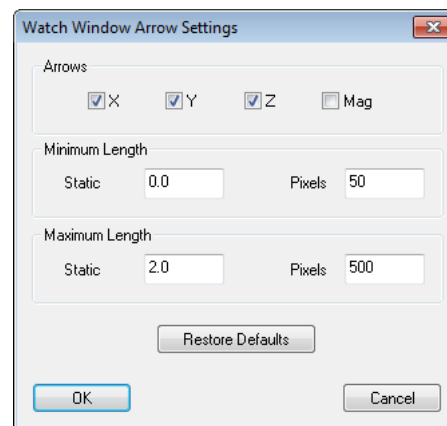 Watch Window Arrow Settings
Arrows
X Y Z Mag
Minimum Length
Static 0.0 Pixels 50
Maximum Length
Static 2.0 Pixels 500
Restore Defaults
OK Cancel